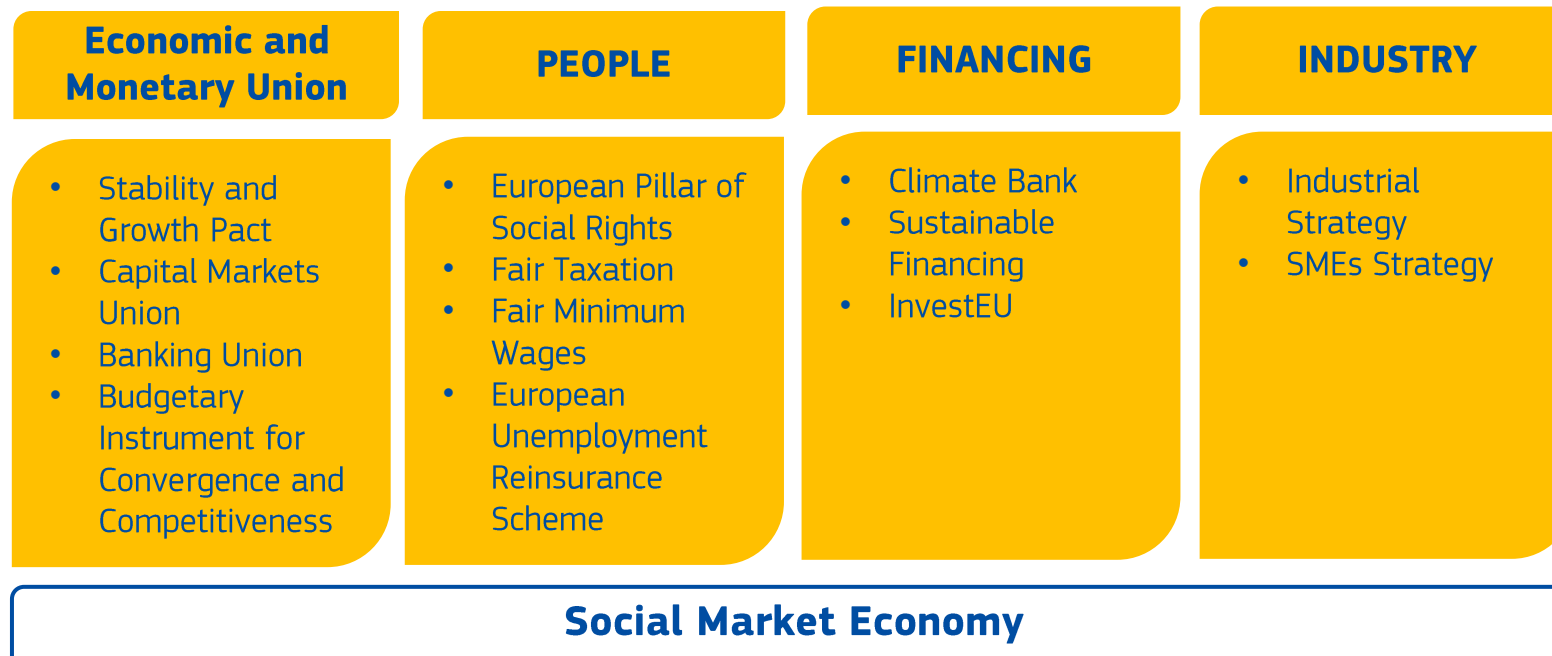 Economic and
Monetary Union
• Stability and
Growth Pact
• Capital Markets
Union
• Banking Union
• Budgetary
Instrument for
Convergence and
Competitiveness
PEOPLE
• European Pillar of
Social Rights
• Fair Taxation
• Fair Minimum
Wages
• European
Unemployment
Reinsurance
Scheme
FINANCING
• Climate Bank
• Sustainable
Financing
• InvestEU
INDUSTRY
• Industrial
Strategy
• SMEs Strategy
Social Market Economy